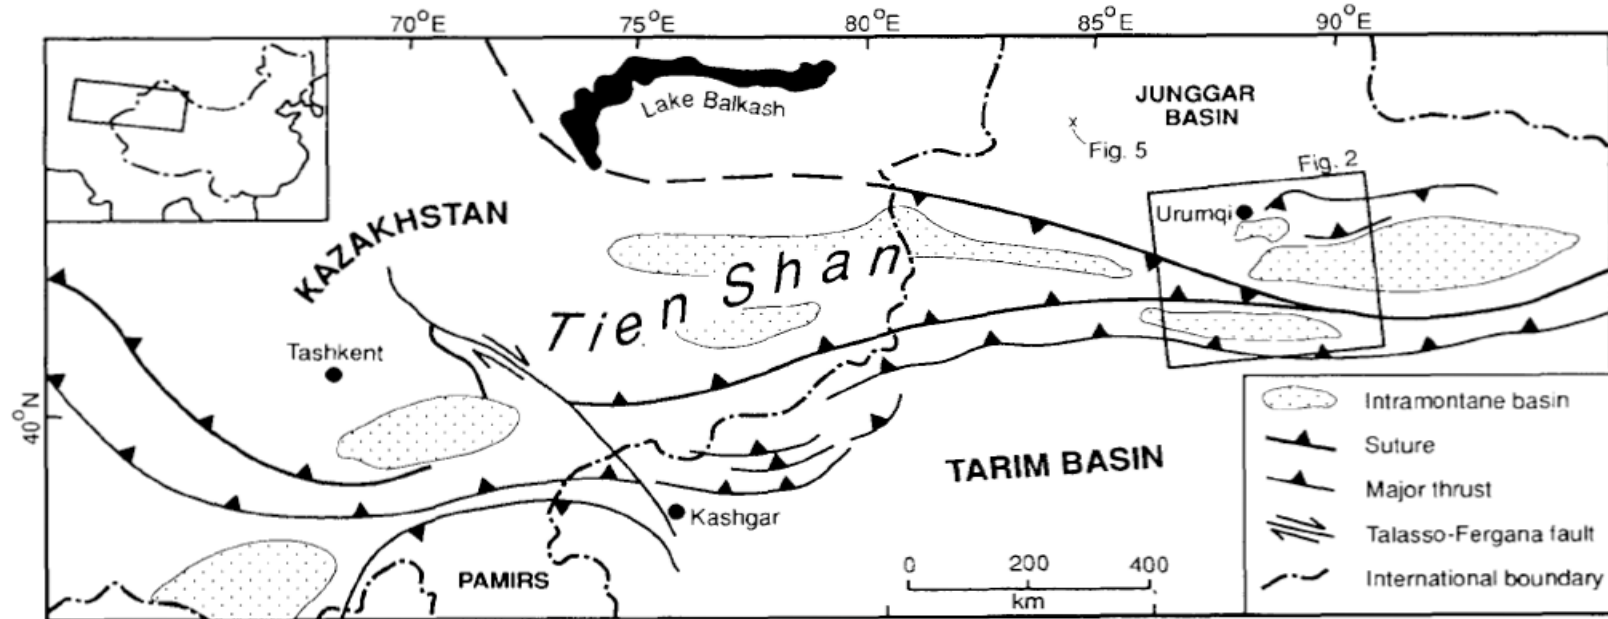 70°E 75°E 80°E 85°E 90°E
Lake Balkash
JUNGGAR
BASIN
Fig. 5
Fig. 2
Urumqi
KAZAKHSTAN
Tien Shan
Tashkent
40°N
TARIM BASIN
Kashgar
PAMIRS
0 200 400
km
Intramontane basin
Suture
Major thrust
Talasso-Fergana fault
International boundary